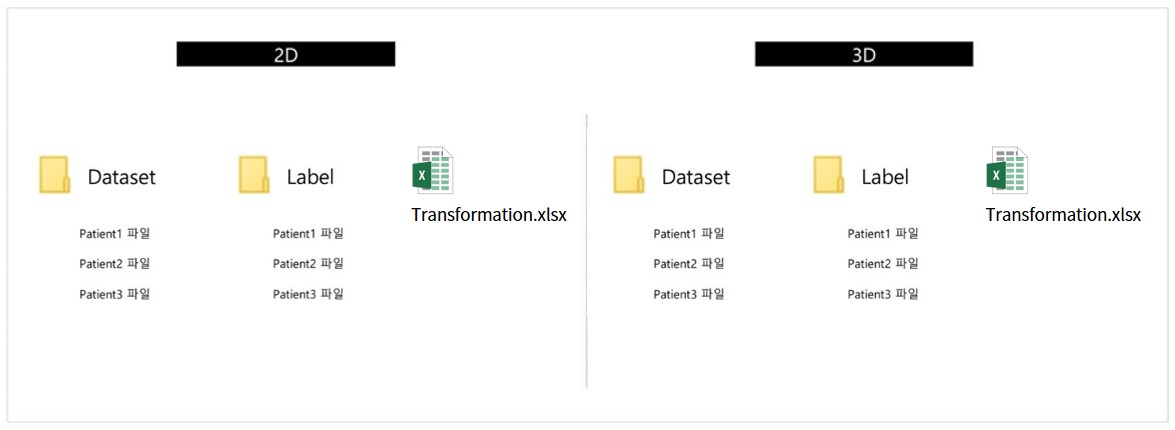 2D
Dataset
Label
Transformation.xlsx
Patient1 파일
Patient2 파일
Patient3 파일
Patient1 파일
Patient2 파일
Patient3 파일
3D
Dataset
Label
Transformation.xlsx
Patient1 파일
Patient2 파일
Patient3 파일
Patient1 파일
Patient2 파일
Patient3 파일